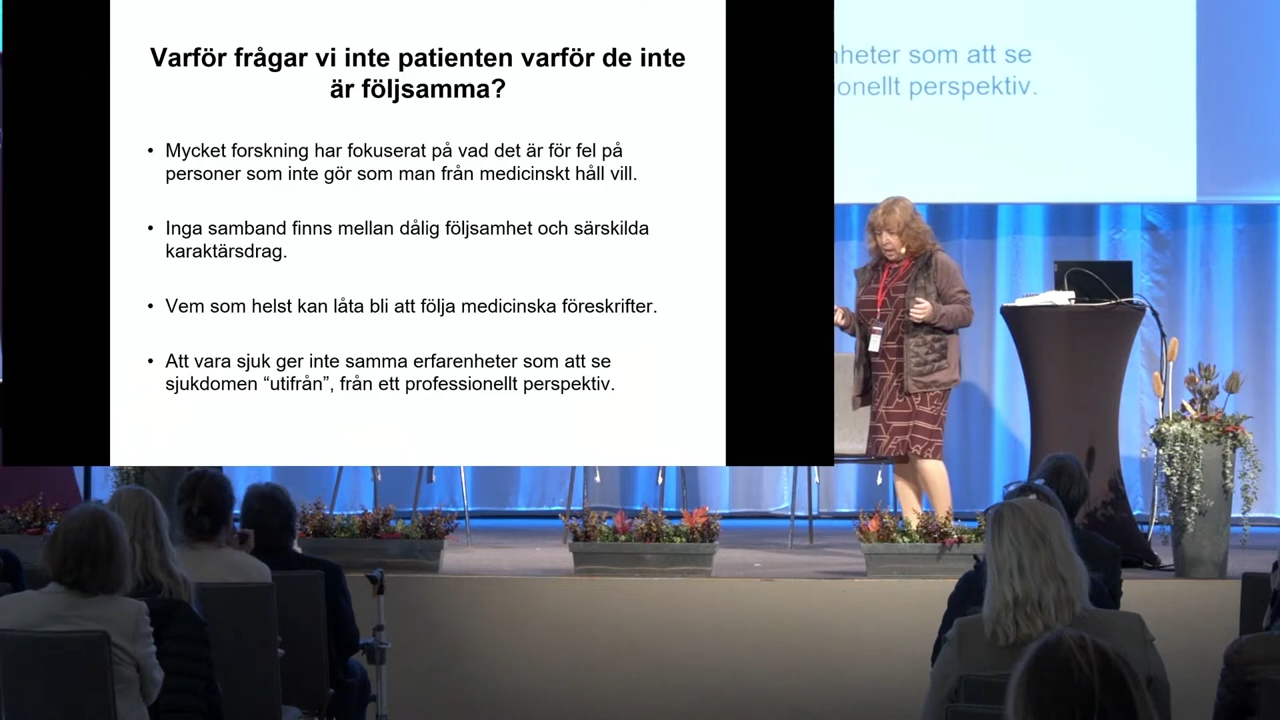 Varför frågar vi inte patienten varför de inte
är följsamma?
• Mycket forskning har fokuserat på vad det är för fel på
personer som inte gör som man från medicinskt håll vill.
• Inga samband finns mellan dålig följsamhet och särskilda
karaktärsdrag.
• Vem som helst kan låta bli att följa medicinska föreskrifter.
• Att vara sjuk ger inte samma erfarenheter som att se
sjukdomen “utifrån”, från ett professionellt perspektiv.
som att se
perspektiv.